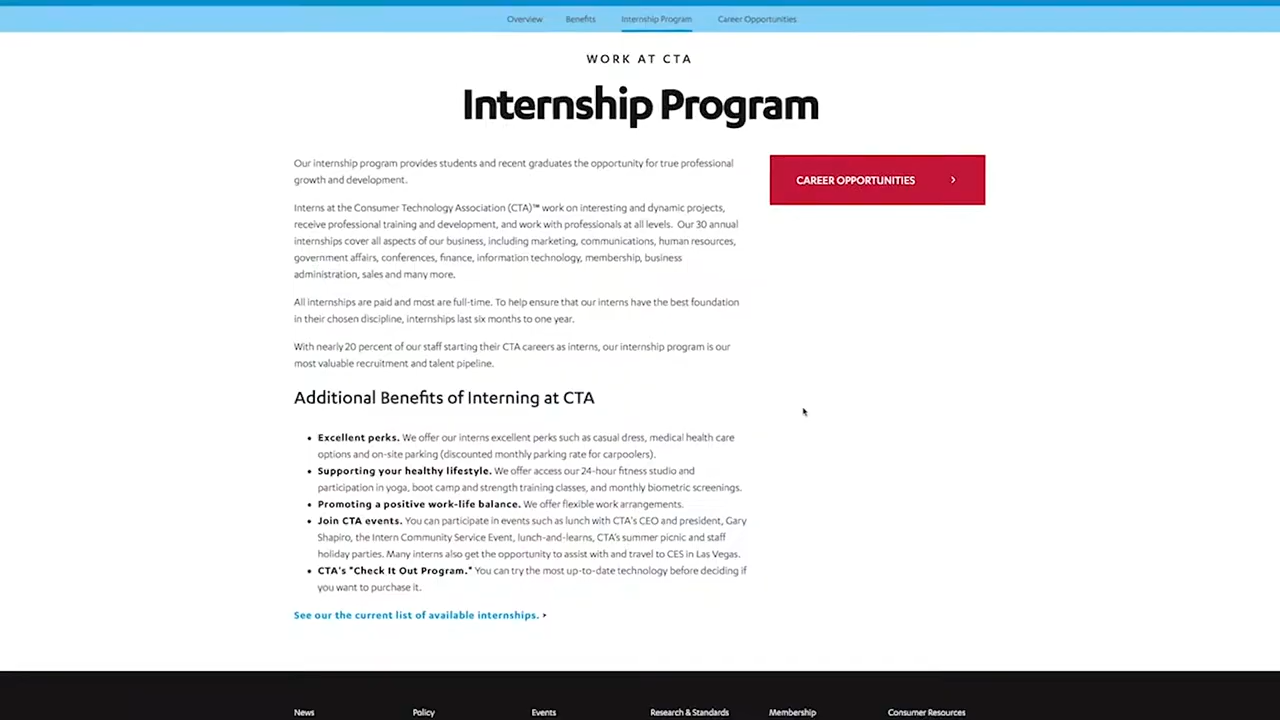 Overview Benefits Internship Program Career Opportunities
WORK AT CTA
Internship Program
Our internship program provides students and recent graduates the opportunity for true professional
growth and development.
CAREER OPPORTUNITIES >
Interns at the Consumer Technology Association (CTA)™ work on interesting and dynamic projects,
receive professional training and development, and work with professionals at all levels. Our 30 annual
internships cover all aspects of our business, including marketing, communications, human resources,
government affairs, conferences, finance, information technology, membership, business
administration, sales and many more.
All internships are paid and most are full-time. To help ensure that our interns have the best foundation
in their chosen discipline, internships last six months to one year.
With nearly 20 percent of our staff starting their CTA careers as interns, our internship program is our
most valuable recruitment and talent pipeline.
Additional Benefits of Interning at CTA
• Excellent perks. We offer our interns excellent perks such as casual dress, medical health care
options and on-site parking (discounted monthly parking rate for carpoolers).
• Supporting your healthy lifestyle. We offer access our 24-hour fitness studio and
participation in yoga, boot camp and strength training classes, and monthly biometric screenings.
• Promoting a positive work-life balance. We offer flexible work arrangements.
• Join CTA events. You can participate in events such as lunch with CTA's CEO and president, Gary
Shapiro, the Intern Community Service Event, lunch-and-learns, CTA's summer picnic and staff
holiday parties. Many interns also get the opportunity to assist with and travel to CES in Las Vegas.
• CTA's "Check It Out Program." You can try the most up-to-date technology before deciding if
you want to purchase it.
See our the current list of available internships. >
News Policy Events Research & Standards Membership Consumer Resources